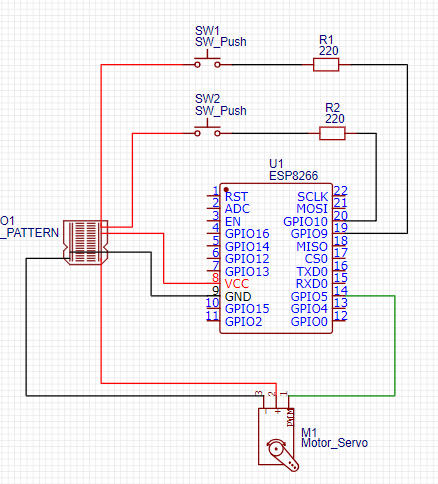 SW1
SW_Push
R1
220
SW2
SW_Push
R2
220
U1
ESP8266
1 RST SCLK 22
2 ADC MOSI 21
3 EN GPIO10 20
4 GPIO16 GPIO9 19
5 GPIO14 MISO 18
6 GPIO12 CS0 17
7 GPIO13 TXD0 16
8 VCC RXD0 15
9 GND GPIO5 14
10 GPIO15 GPIO4 13
11 GPIO2 GPIO0 12
O1
_PATTERN
3 2 1
- + PWM
M1
Motor_Servo